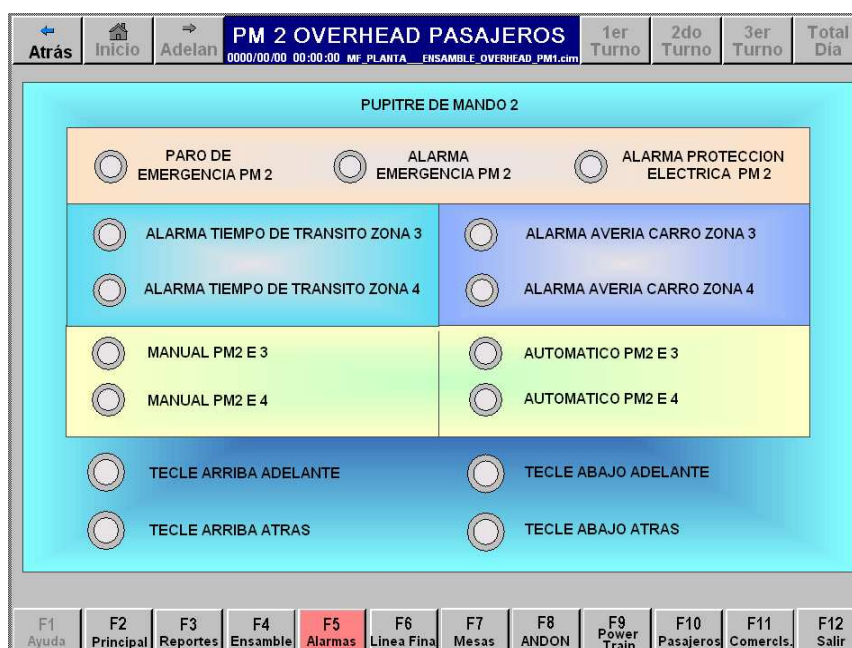 Atrás
Inicio
Adelan
PM 2 OVERHEAD PASAJEROS
0000/00/00 00:00:00 MF_PLANTA___ENSAMBLE_OVERHEAD_PM1.cim
1er
Turno
2do
Turno
3er
Turno
Total
Día
PUPITRE DE MANDO 2
PARO DE
EMERGENCIA PM 2
ALARMA
EMERGENCIA PM 2
ALARMA PROTECCION
ELECTRICA PM 2
ALARMA TIEMPO DE TRANSITO ZONA 3
ALARMA AVERIA CARRO ZONA 3
ALARMA TIEMPO DE TRANSITO ZONA 4
ALARMA AVERIA CARRO ZONA 4
MANUAL PM2 E 3
AUTOMATICO PM2 E 3
MANUAL PM2 E 4
AUTOMATICO PM2 E 4
TECLE ARRIBA ADELANTE
TECLE ABAJO ADELANTE
TECLE ARRIBA ATRAS
TECLE ABAJO ATRAS
F1
Ayuda
F2
Principal
F3
Reportes
F4
Ensamble
F5
Alarmas
F6
Linea Fina
F7
Mesas
F8
ANDON
F9
Power
Train
F10
Pasajeros
F11
Comercls.
F12
Salir